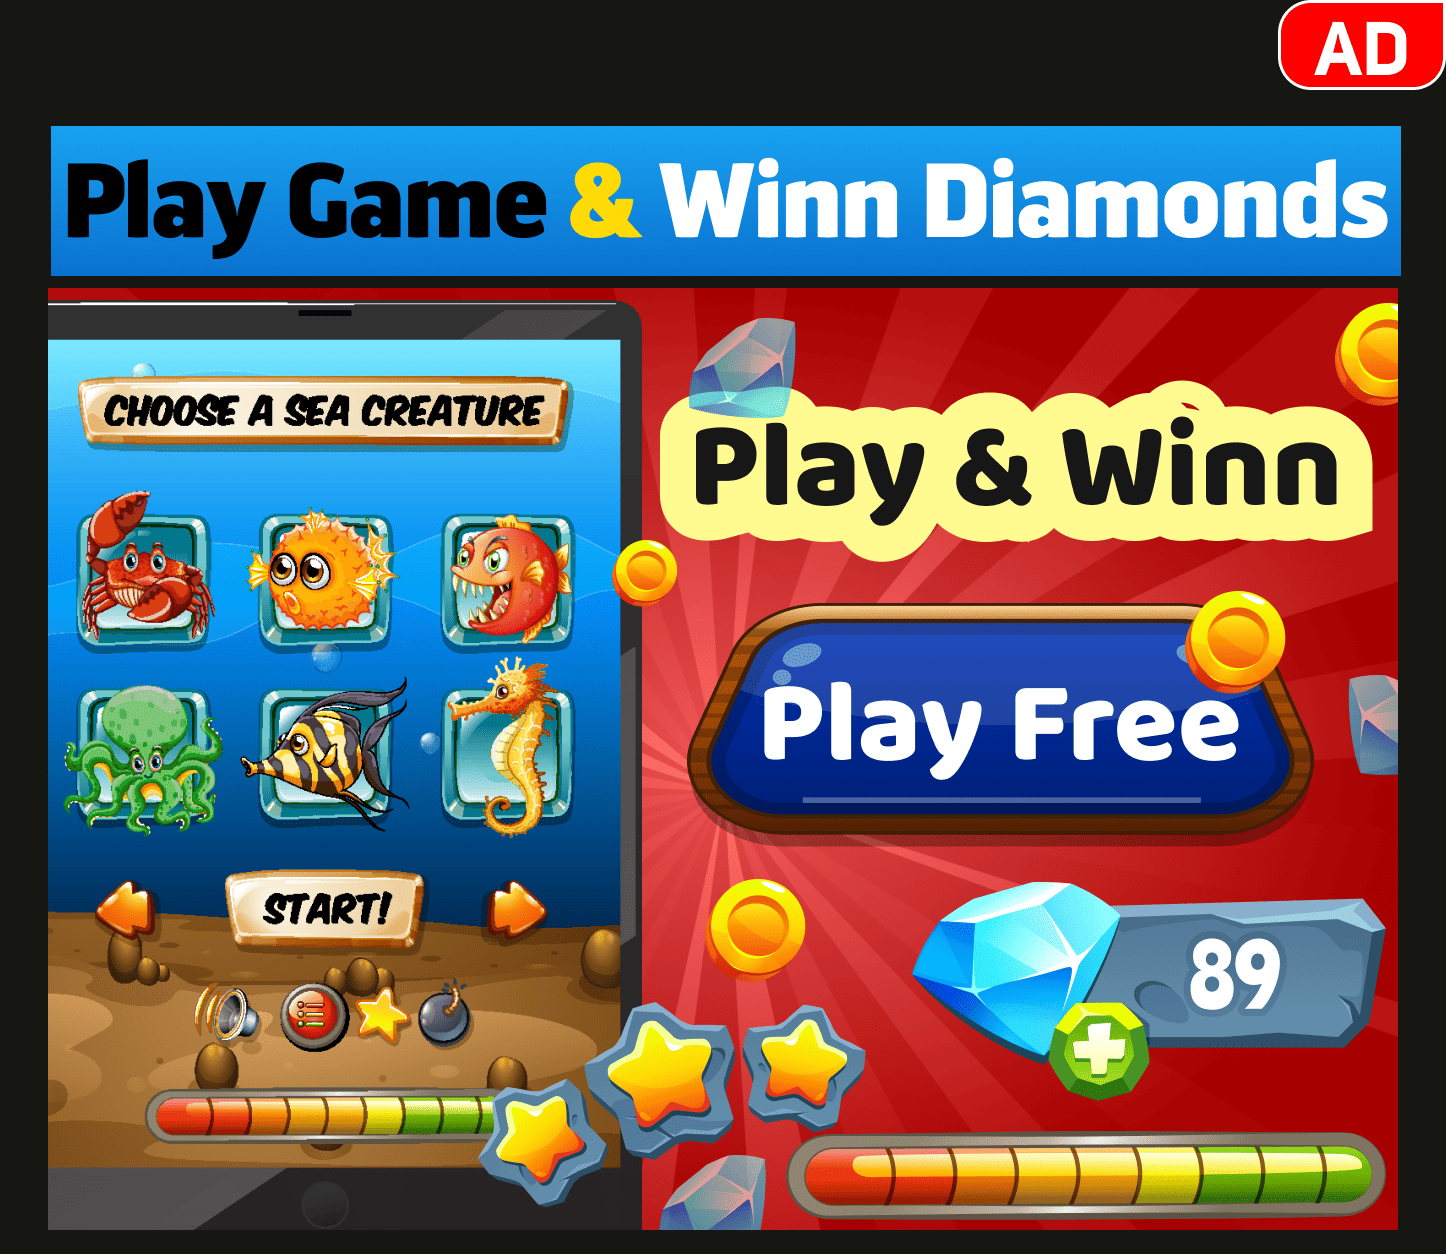 AD
Play Game & Winn Diamonds
CHOOSE A SEA CREATURE
Play & Winn
Play Free
START!
89